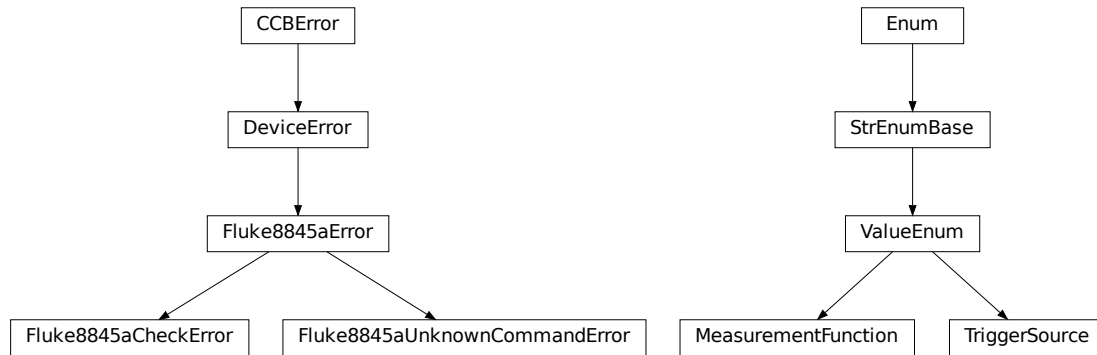 CCBError
Enum
DeviceError
StrEnumBase
Fluke8845aError
ValueEnum
Fluke8845aCheckError
Fluke8845aUnknownCommandError
MeasurementFunction
TriggerSource